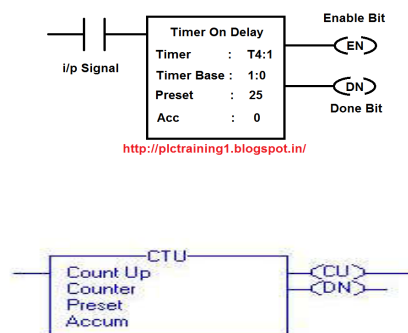 Enable Bit
Timer On Delay
EN
Timer : T4:1
i/p Signal
Timer Base : 1:0
Preset : 25
DN
Done Bit
Acc : 0
http://plctraining1.blogspot.in/
CTU
Count Up
CU
Counter
DN
Preset
Accum